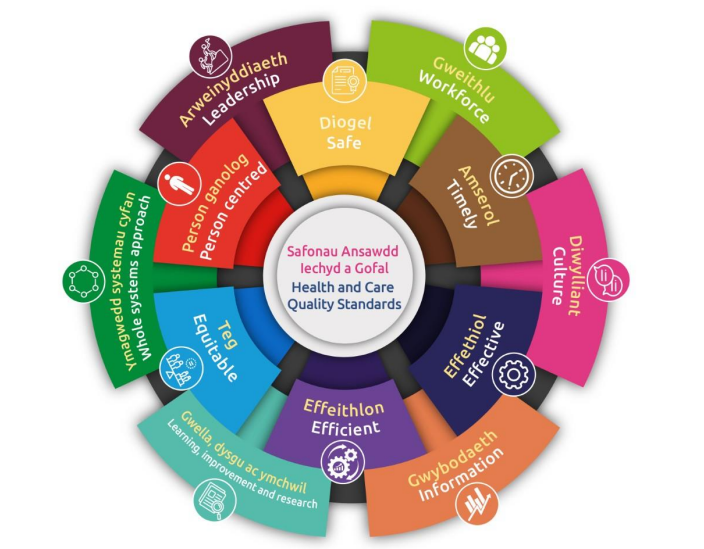 Safonau Ansawdd
Iechyd a Gofal
Health and Care
Quality Standards
Diogel
Safe
Amserol
Timely
Effeithiol
Effective
Effeithlon
Efficient
Teg
Equitable
Person ganolog
Person centred
Arweinyddiaeth
Leadership
Gweithlu
Workforce
Diwylliant
Culture
Gwybodaeth
Information
Gwella, dysgu ac ymchwil
Learning, improvement and research
Ymagwedd systemau cyfan
Whole systems approach